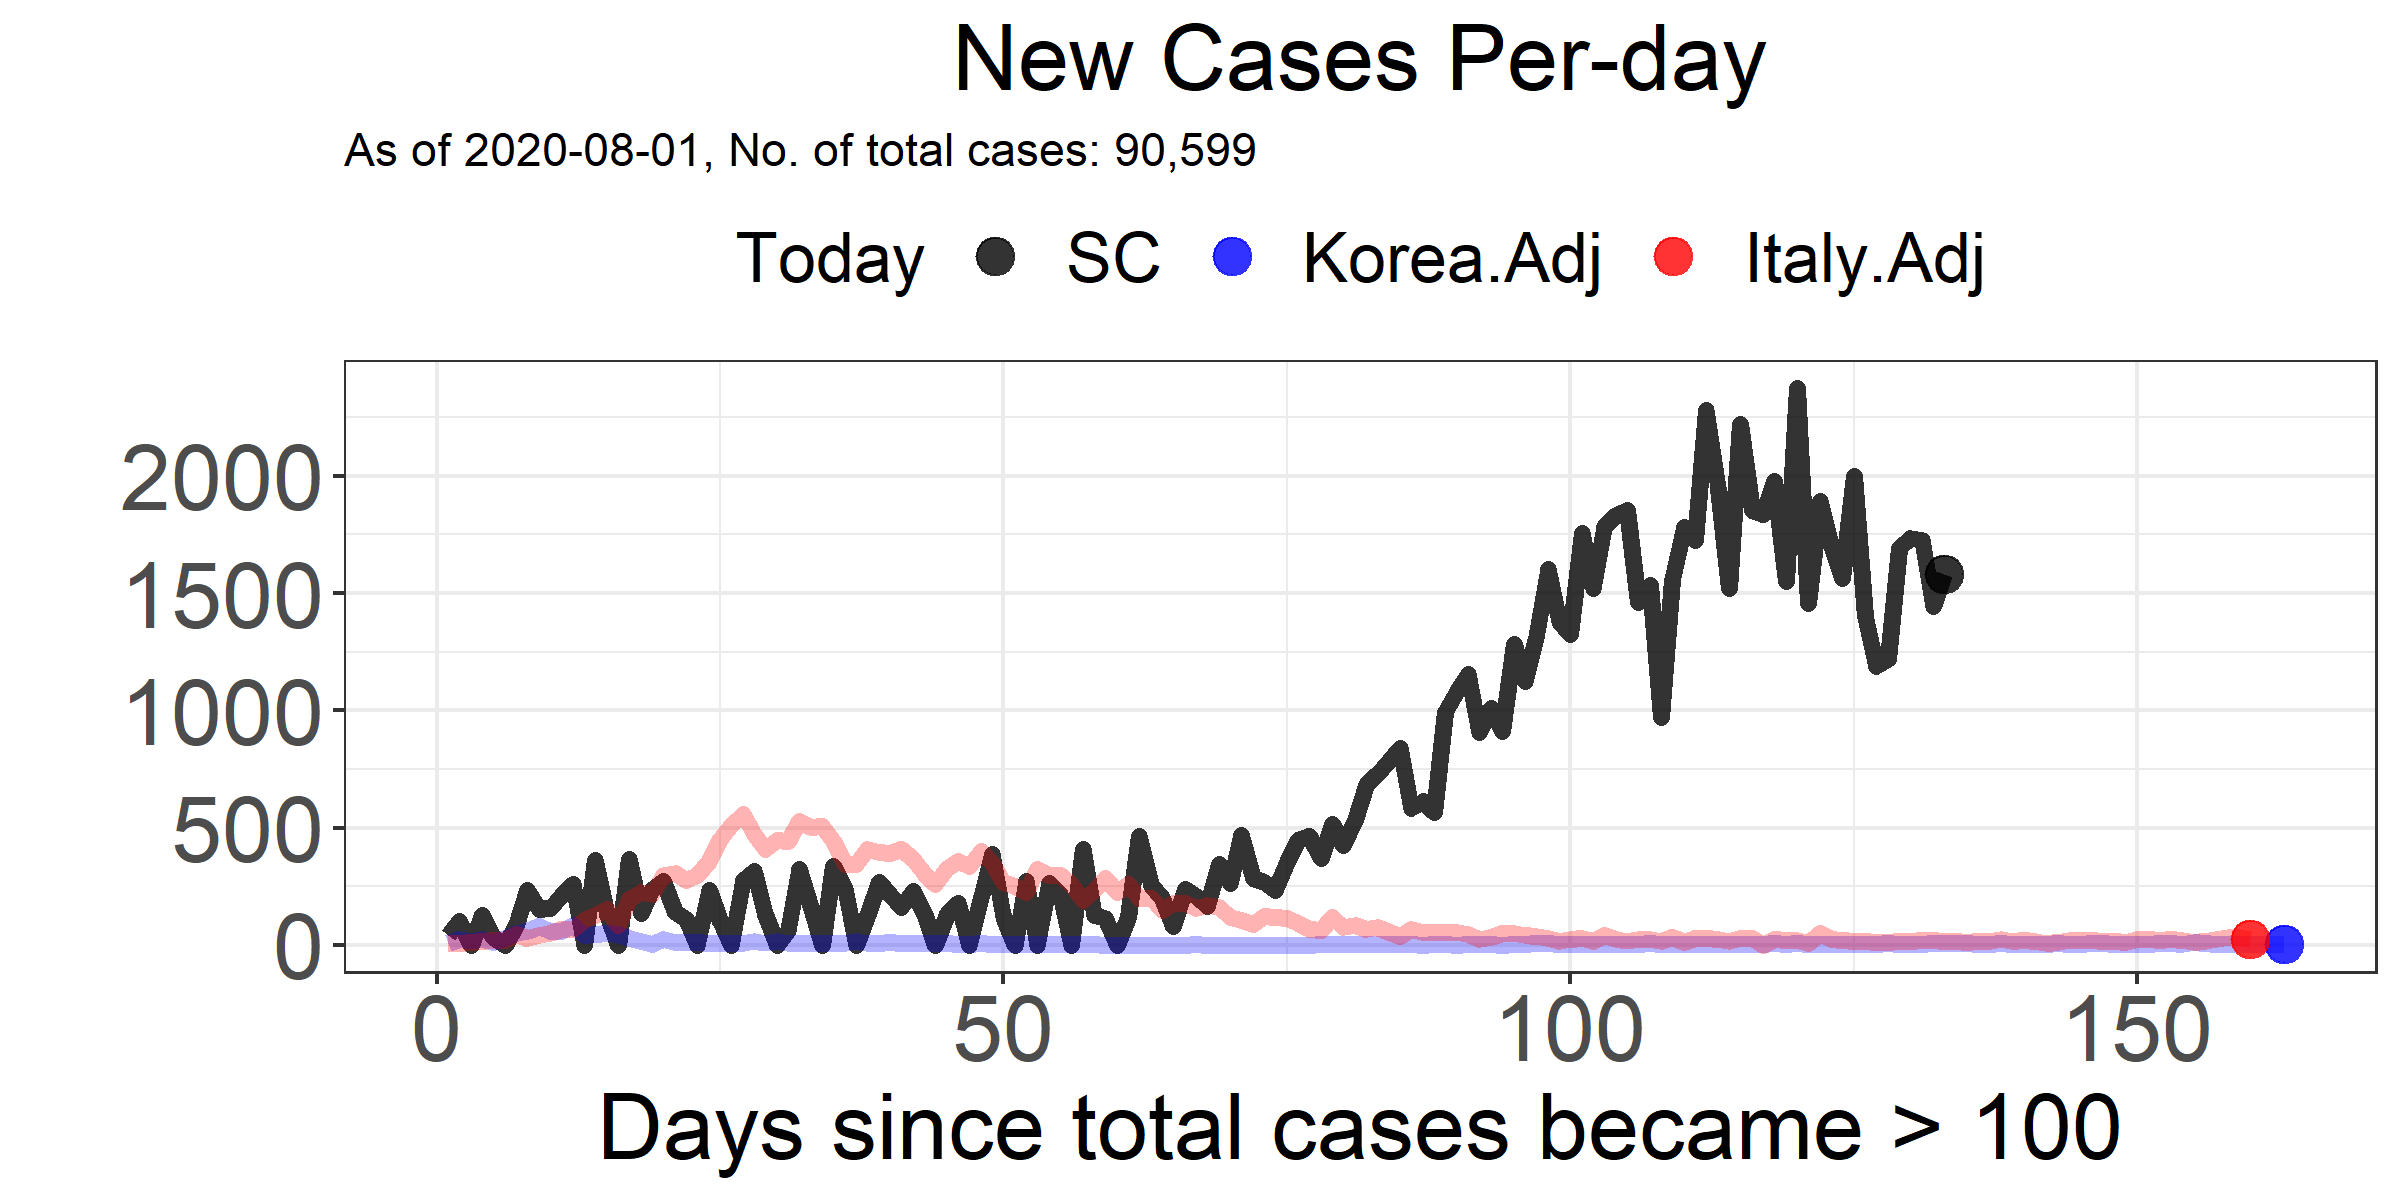 New Cases Per-day
As of 2020-08-01, No. of total cases: 90,599
Today SC Korea.Adj Italy.Adj
2000
1500
1000
500
0
0 50 100 150
Days since total cases became > 100